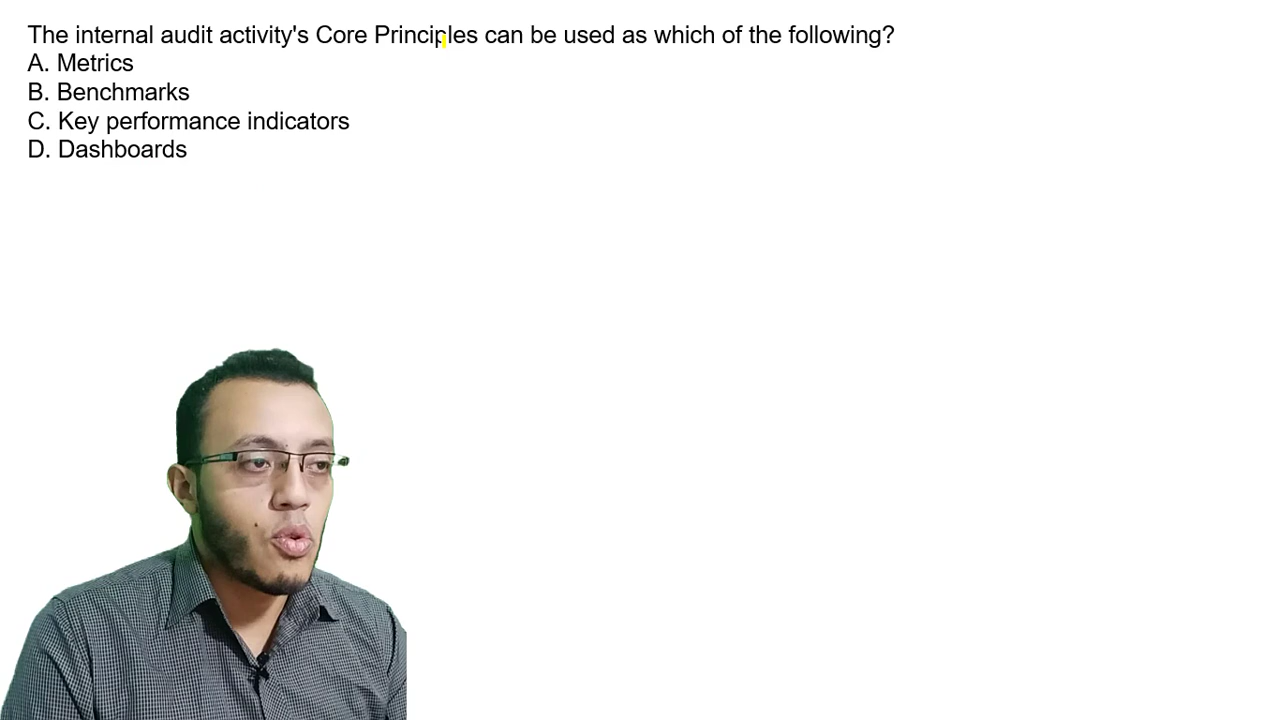 The internal audit activity's Core Principles can be used as which of the following?
A. Metrics
B. Benchmarks
C. Key performance indicators
D. Dashboards